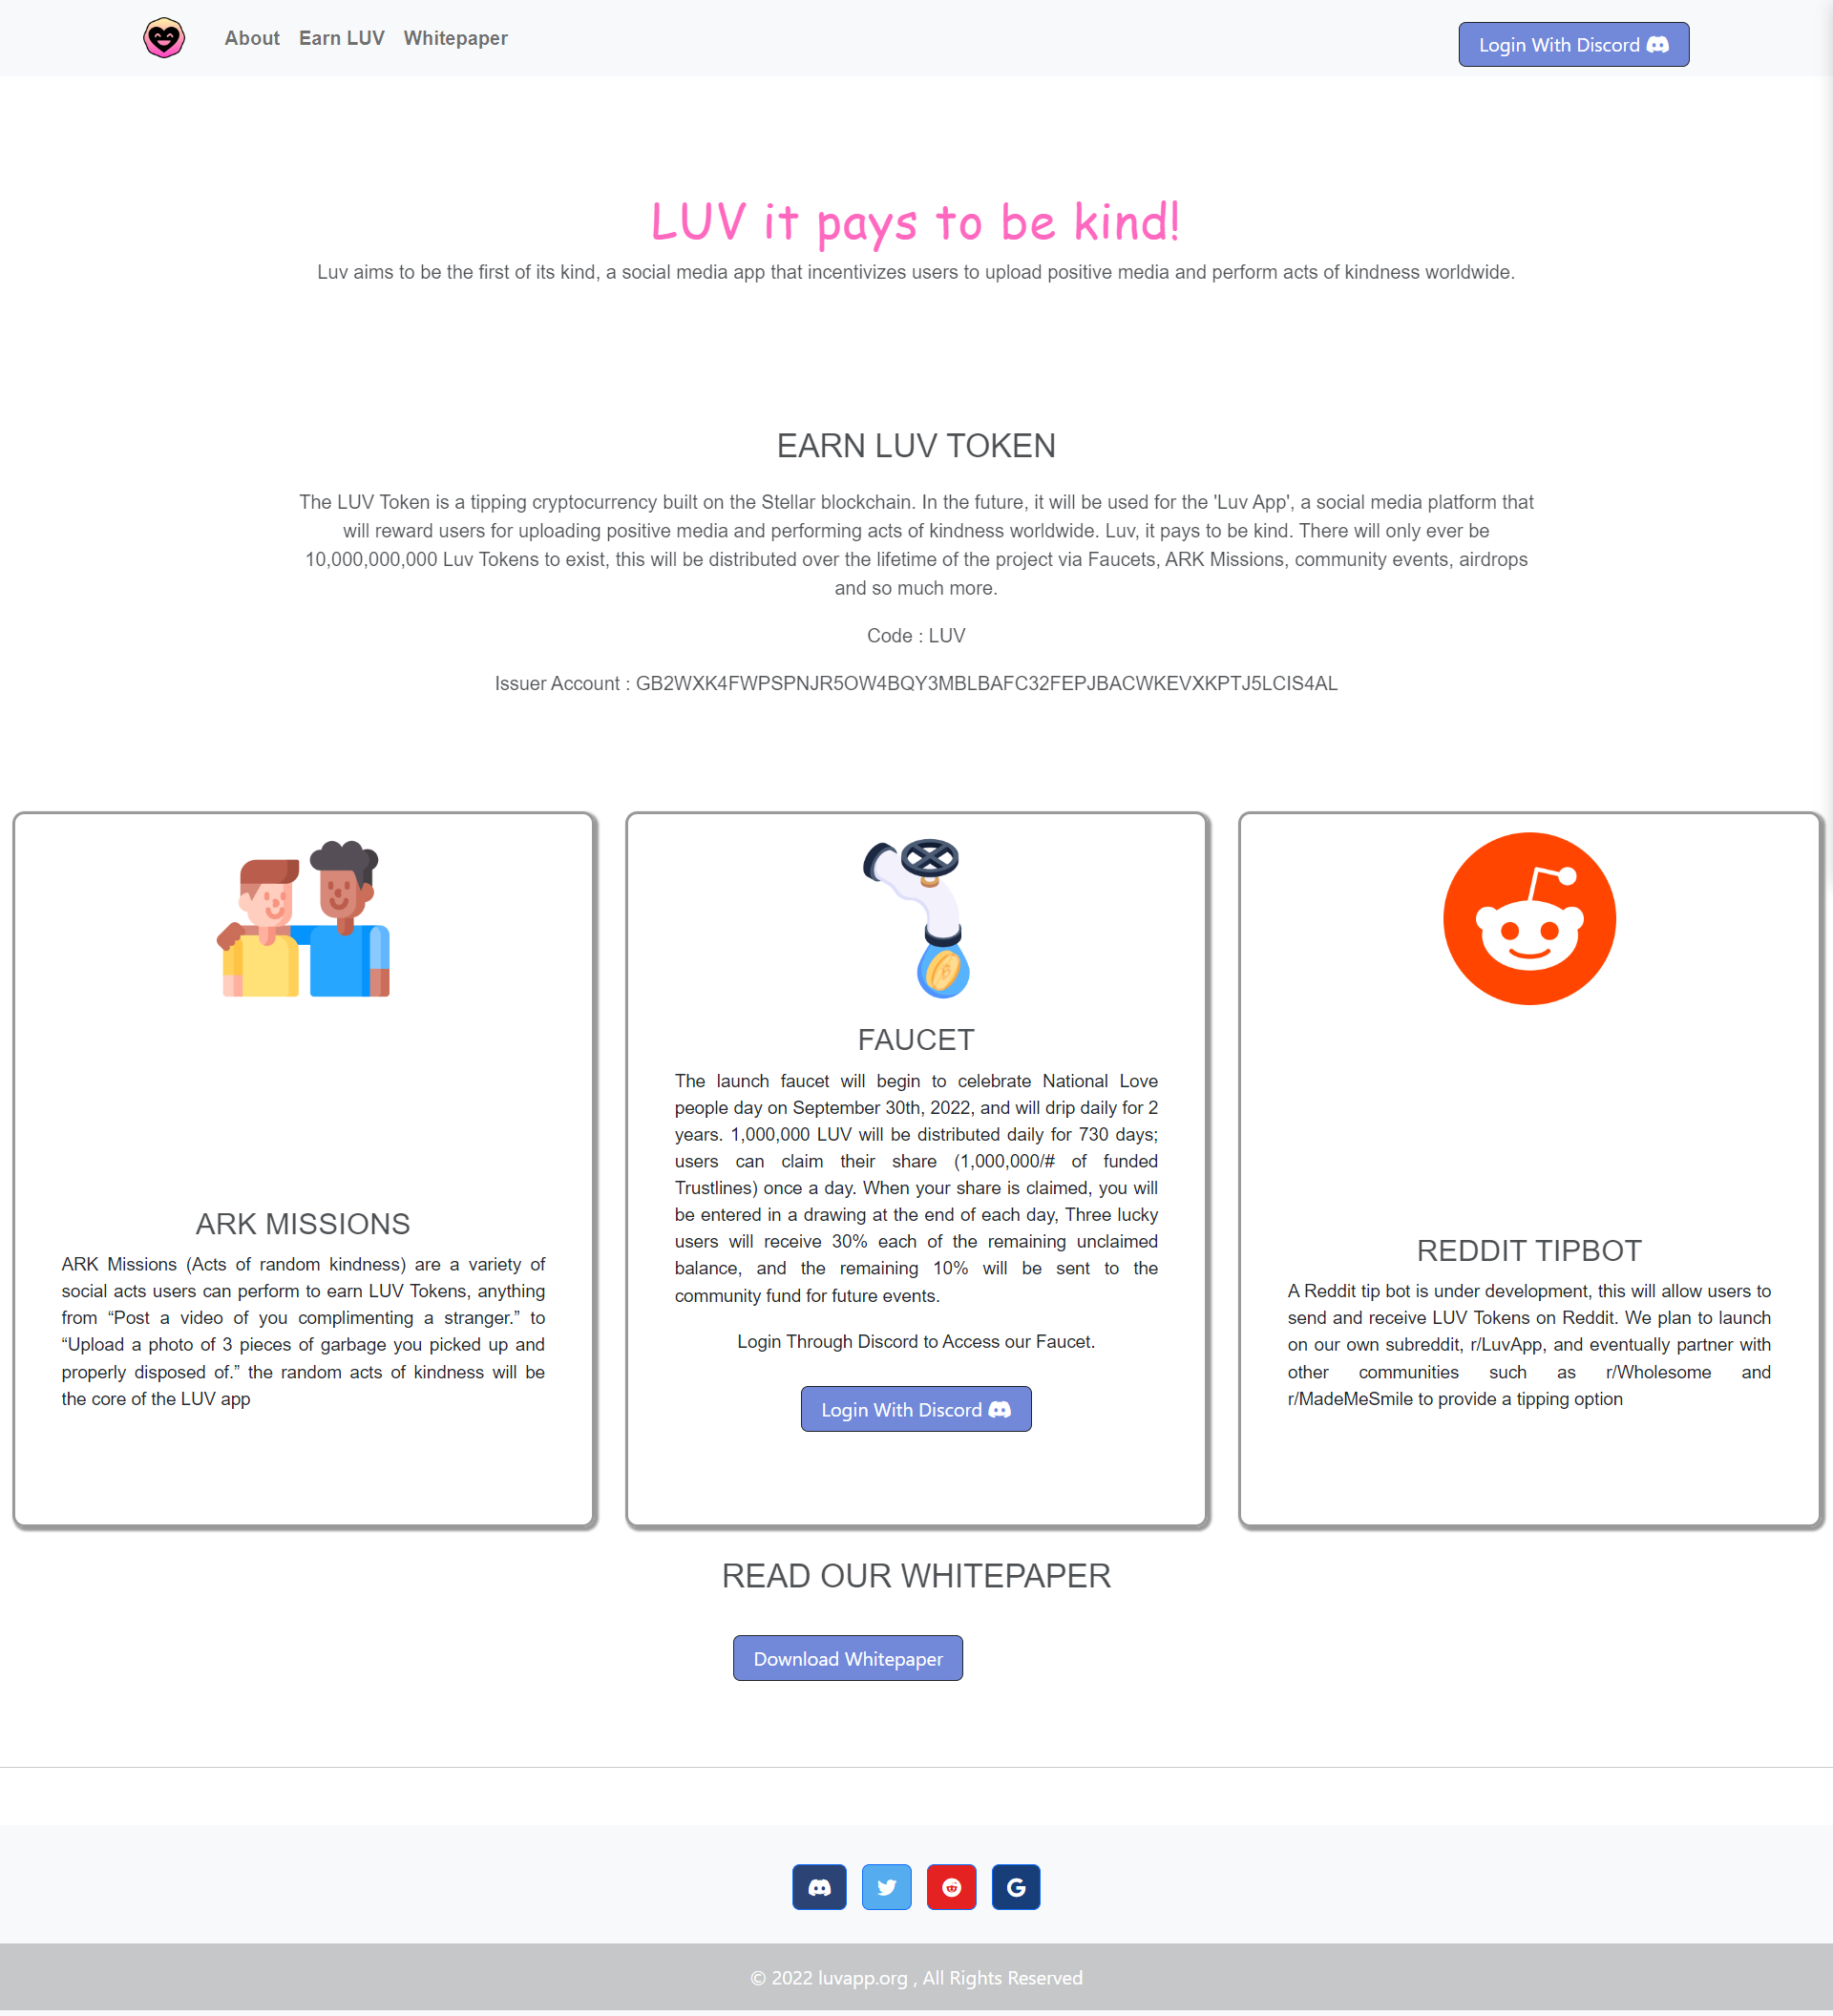 About Earn LUV Whitepaper
Login With Discord
LUV it pays to be kind!
Luv aims to be the first of its kind, a social media app that incentivizes users to upload positive media and perform acts of kindness worldwide.
EARN LUV TOKEN
The LUV Token is a tipping cryptocurrency built on the Stellar blockchain. In the future, it will be used for the 'Luv App', a social media platform that
will reward users for uploading positive media and performing acts of kindness worldwide. Luv, it pays to be kind. There will only ever be
10,000,000,000 Luv Tokens to exist, this will be distributed over the lifetime of the project via Faucets, ARK Missions, community events, airdrops
and so much more.
Code : LUV
Issuer Account : GB2WXK4FWPSPNJR5OW4BQY3MBLBAFC32FEPJBACWKEVXKPTJ5LCIS4AL
ARK MISSIONS
ARK Missions (Acts of random kindness) are a variety of
social acts users can perform to earn LUV Tokens, anything
from “Post a video of you complimenting a stranger.” to
“Upload a photo of 3 pieces of garbage you picked up and
properly disposed of.” the random acts of kindness will be
the core of the LUV app
FAUCET
The launch faucet will begin to celebrate National Love
people day on September 30th, 2022, and will drip daily for 2
years. 1,000,000 LUV will be distributed daily for 730 days;
users can claim their share (1,000,000/# of funded
Trustlines) once a day. When your share is claimed, you will
be entered in a drawing at the end of each day, Three lucky
users will receive 30% each of the remaining unclaimed
balance, and the remaining 10% will be sent to the
community fund for future events.
Login Through Discord to Access our Faucet.
Login With Discord
REDDIT TIPBOT
A Reddit tip bot is under development, this will allow users to
send and receive LUV Tokens on Reddit. We plan to launch
on our own subreddit, r/LuvApp, and eventually partner with
other communities such as r/Wholesome and
r/MadeMeSmile to provide a tipping option
READ OUR WHITEPAPER
Download Whitepaper
© 2022 luvapp.org , All Rights Reserved